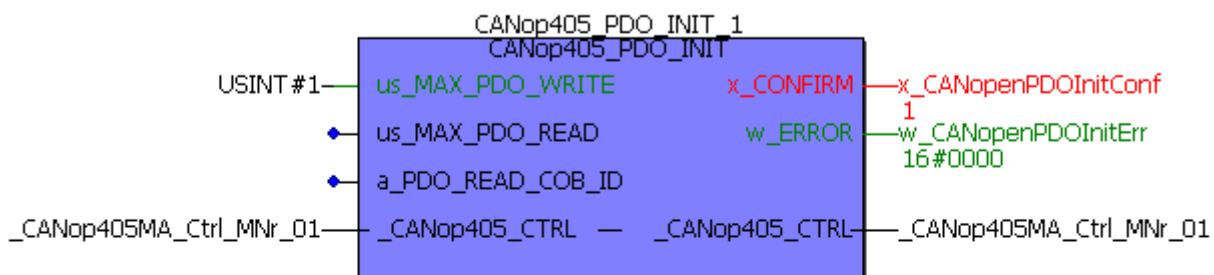 CANop405_PDO_INIT_1
CANop405_PDO_INIT
USINT#1 us_MAX_PDO_WRITE x_CONFIRM x_CANopenPDOInitConf
1
us_MAX_PDO_READ w_ERROR w_CANopenPDOInitErr
16#0000
a_PDO_READ_COB_ID
_CANop405MA_Ctrl_MNr_01 _CANop405_CTRL — _CANop405_CTRL _CANop405MA_Ctrl_MNr_01